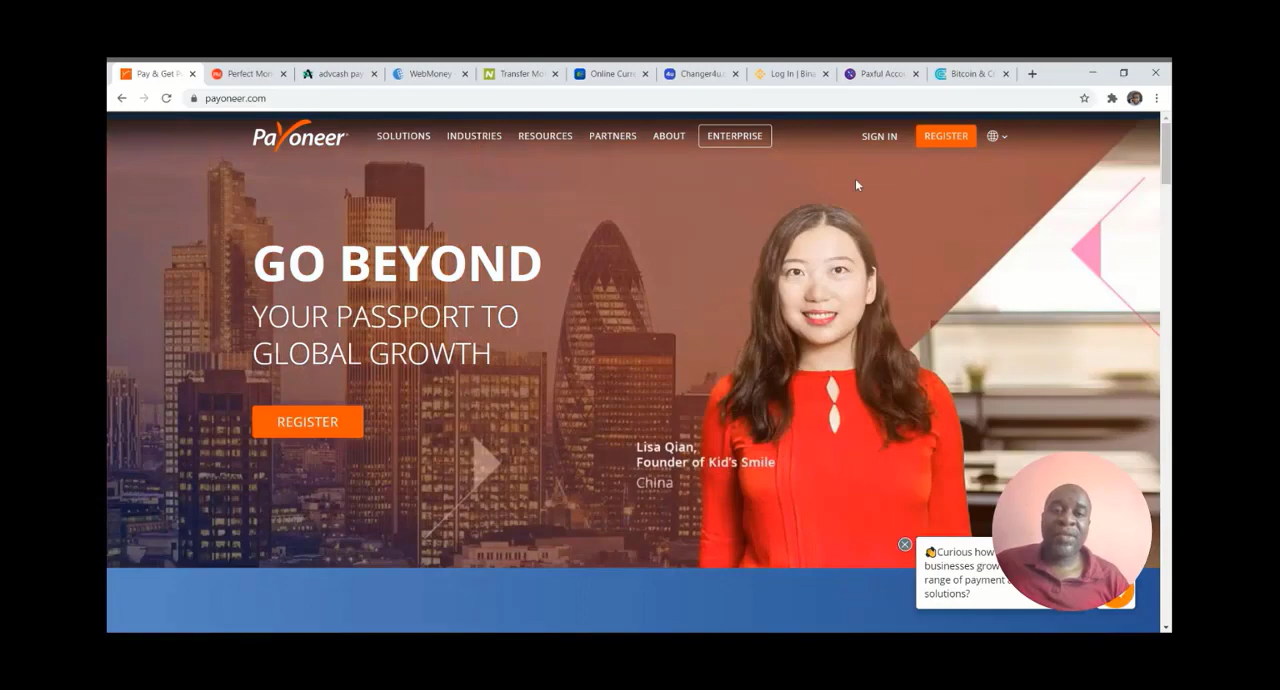 Pay & Get P
Perfect Mon
advcash pay
WebMoney
Transfer Mo
Online Curr
Changer4u.
Log In | Bina
Paxful Acco
Bitcoin & C
payoneer.com
Payoneer
SOLUTIONS
INDUSTRIES
RESOURCES
PARTNERS
ABOUT
ENTERPRISE
SIGN IN
REGISTER
GO BEYOND
YOUR PASSPORT TO
GLOBAL GROWTH
REGISTER
Lisa Qian,
Founder of Kid's Smile
China
Curious how
businesses grow
range of payment
solutions?